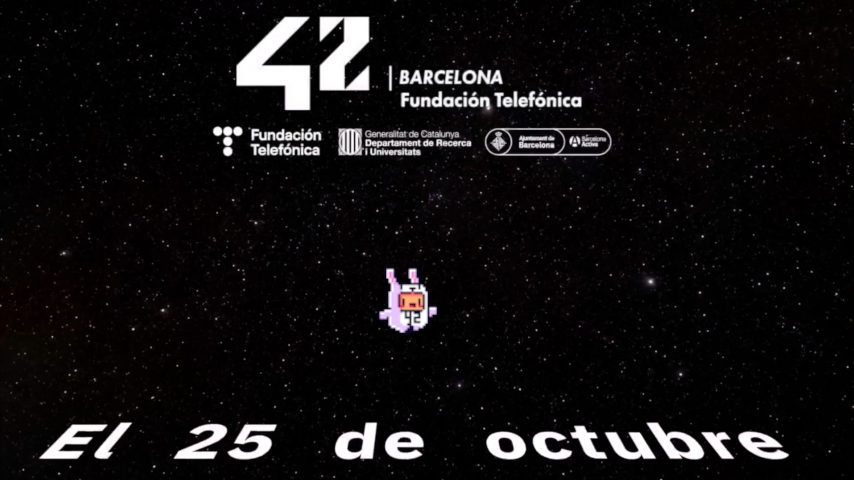 42
BARCELONA
Fundación Telefónica
Fundación
Telefónica
Generalitat de Catalunya
Departament de Recerca
i Universitats
Ajuntament de
Barcelona
Barcelona
Activa
42
El 25 de octubre